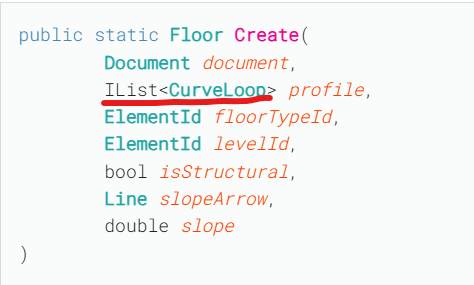 public static Floor Create(
Document document,
IList<CurveLoop> profile,
ElementId floorTypeId,
ElementId levelId,
bool isStructural,
Line slopeArrow,
double slope
)